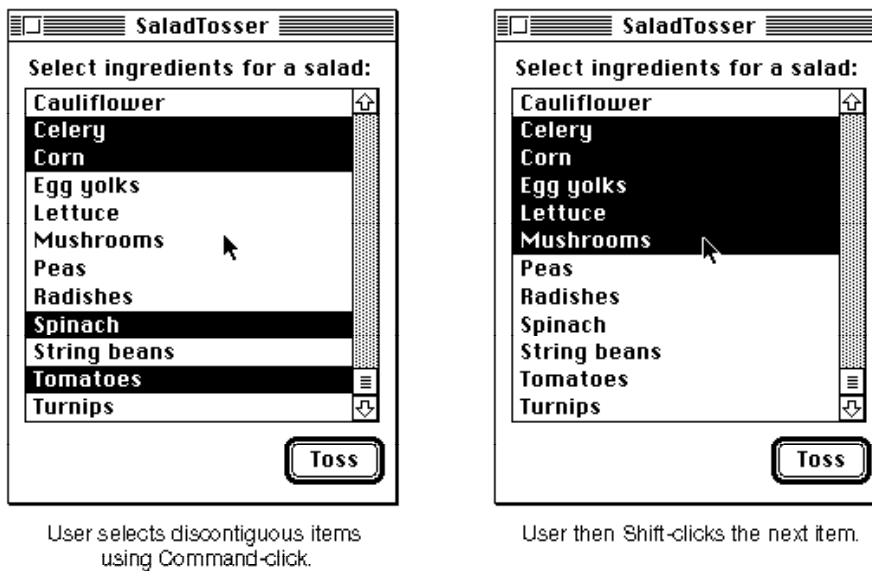 SaladTosser
Select ingredients for a salad:
Cauliflower
Celery
Corn
Egg yolks
Lettuce
Mushrooms
Peas
Radishes
Spinach
String beans
Tomatoes
Turnips
Toss
User selects discontiguous items
using Command-click.
SaladTosser
Select ingredients for a salad:
Cauliflower
Celery
Corn
Egg yolks
Lettuce
Mushrooms
Peas
Radishes
Spinach
String beans
Tomatoes
Turnips
Toss
User then Shift-clicks the next item.